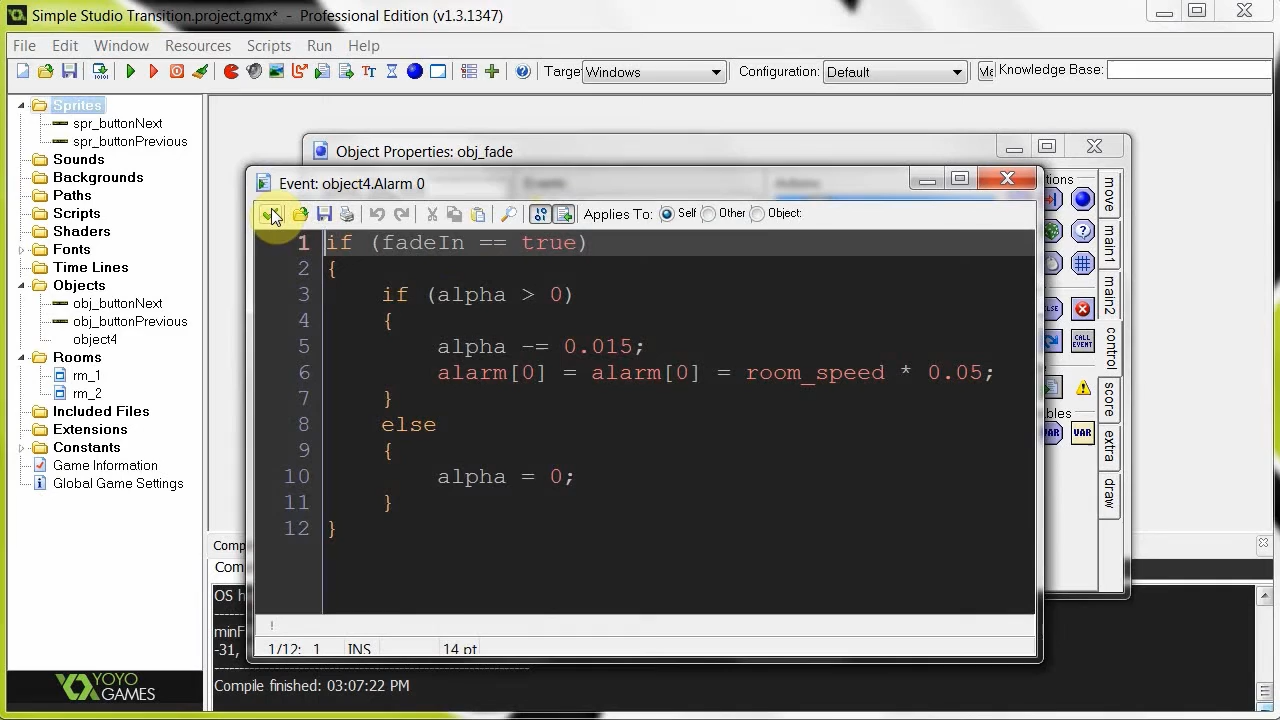 Simple Studio Transition.project.gmx* - Professional Edition (v1.3.1347)
File Edit Window Resources Scripts Run Help
Target Windows Configuration: Default Knowledge Base:
Sprites
spr_buttonNext
spr_buttonPrevious
Sounds
Backgrounds
Paths
Scripts
Shaders
Fonts
Time Lines
Objects
obj_buttonNext
obj_buttonPrevious
object4
Rooms
rm_1
rm_2
Included Files
Extensions
Constants
Game Information
Global Game Settings
YOYO
GAMES
Object Properties: obj_fade
Event: object4.Alarm 0
Applies To: Self Other Object:
1 if (fadeIn == true)
2 {
3 if (alpha > 0)
4 {
5 alpha -= 0.015;
6 alarm[0] = alarm[0] = room_speed * 0.05;
7 }
8 else
9 {
10 alpha = 0;
11 }
12 }
1/12: 1 INS 14 pt
move
main1
main2
control
score
extra
draw
ELSE
CALL EVENT
VAR VAR
OS
-31,
Compile finished: 03:07:22 PM